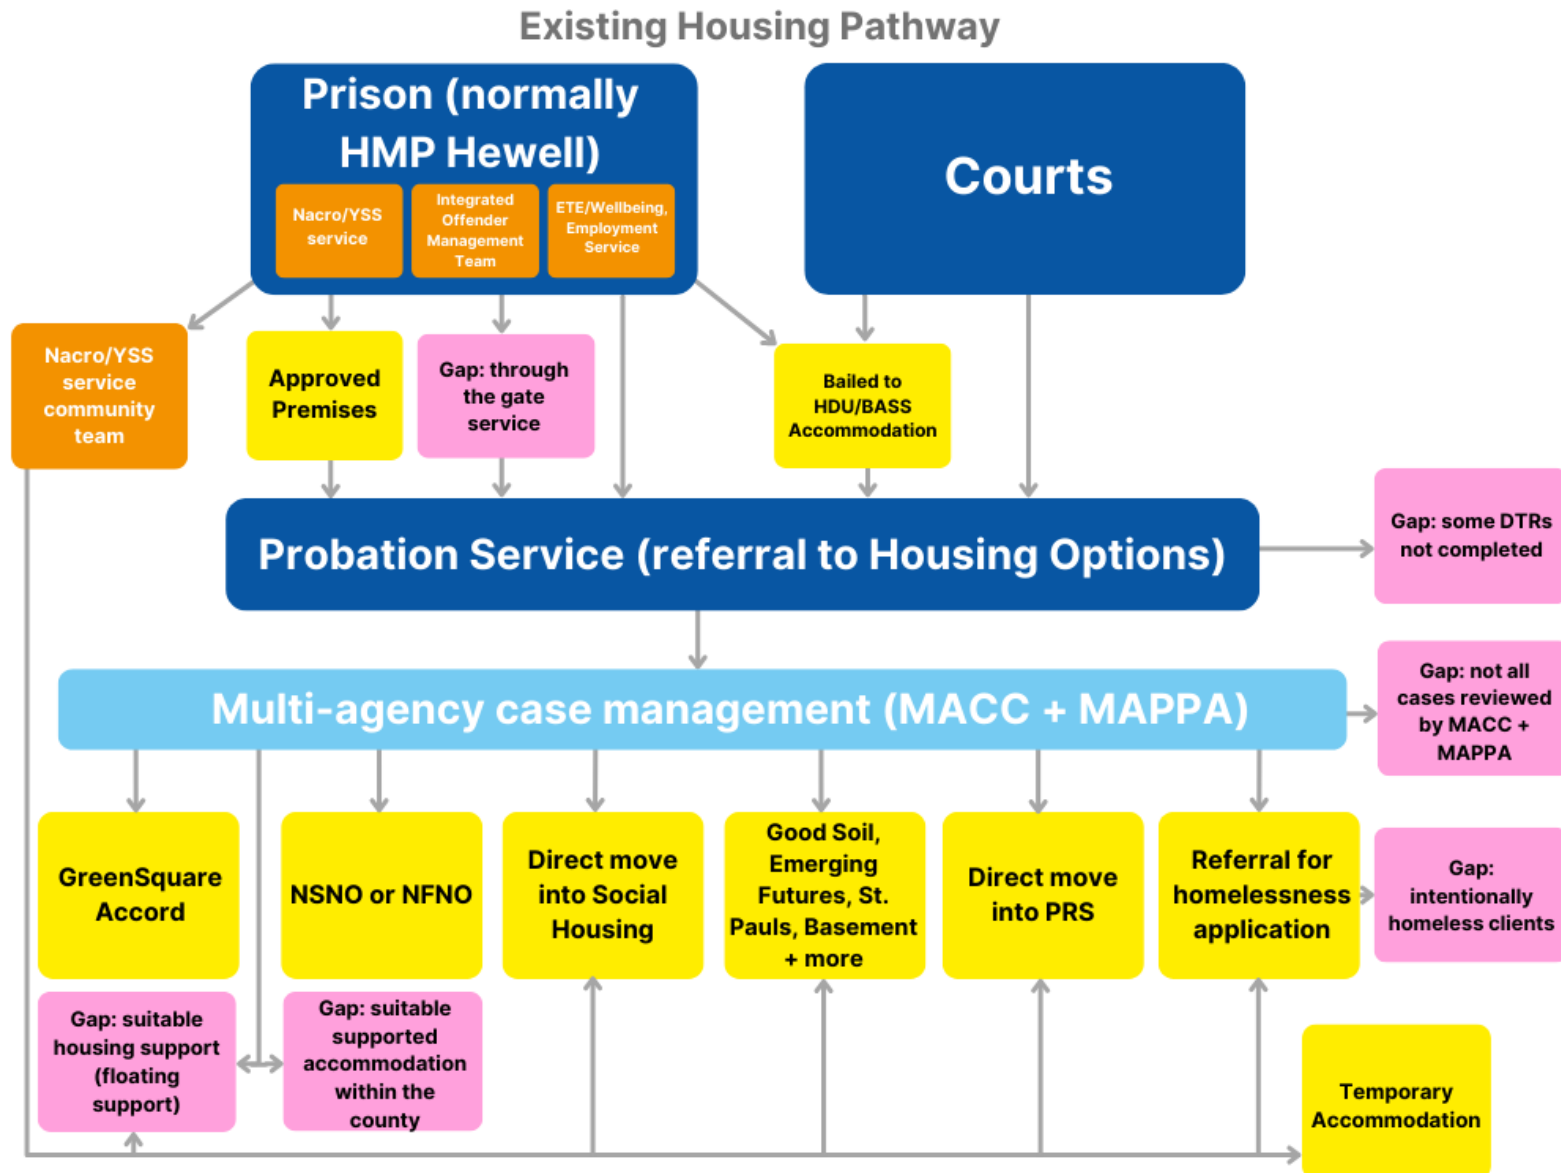 Existing Housing Pathway
Prison (normally
HMP Hewell)
Nacro/YSS
service
Integrated
Offender
Management
Team
ETE/Wellbeing,
Employment
Service
Courts
Nacro/YSS
service
community
team
Approved
Premises
Gap: through
the gate
service
Bailed to
HDU/BASS
Accommodation
Probation Service (referral to Housing Options)
Gap: some DTRs
not completed
Multi-agency case management (MACC + MAPPA)
Gap: not all
cases reviewed
by MACC +
MAPPA
GreenSquare
Accord
NSNO or NFNO
Direct move
into Social
Housing
Good Soil,
Emerging
Futures, St.
Pauls, Basement
+ more
Direct move
into PRS
Referral for
homelessness
application
Gap:
intentionally
homeless clients
Gap: suitable
housing support
(floating
support)
Gap: suitable
supported
accommodation
within the
county
Temporary
Accommodation